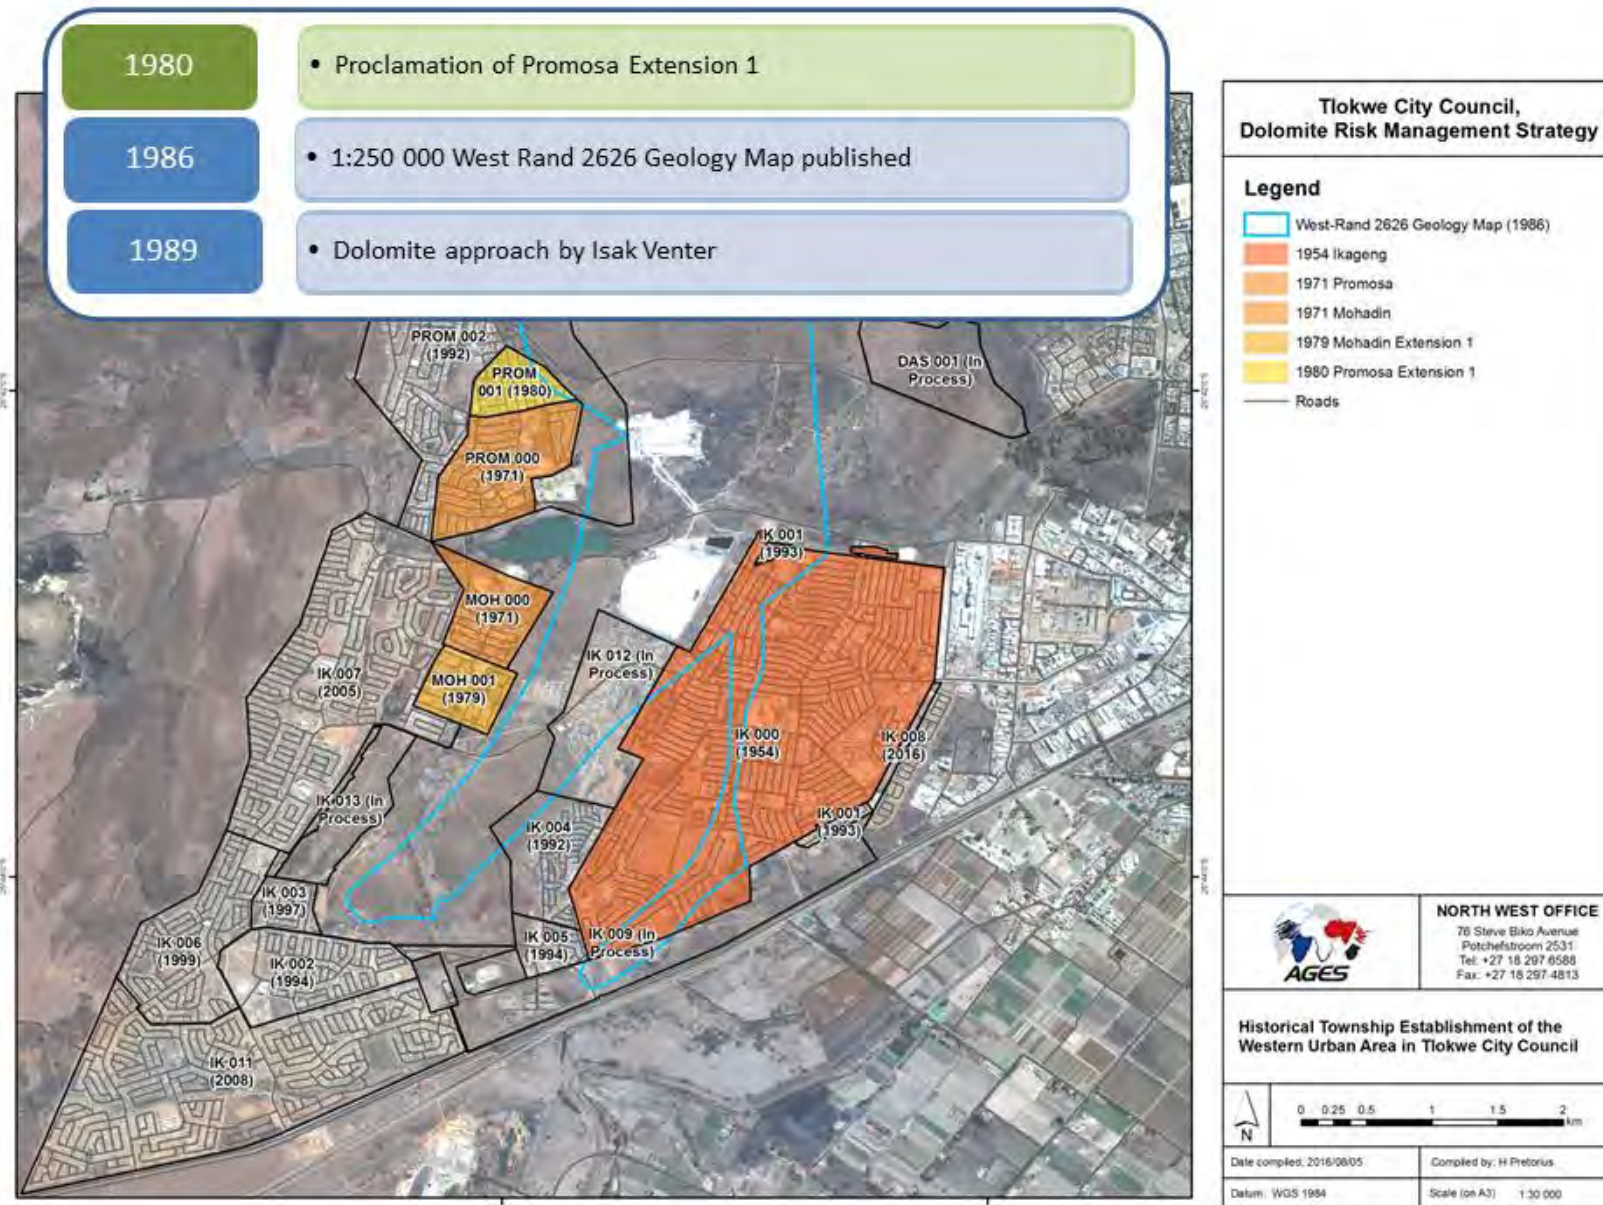 1980
• Proclamation of Promosa Extension 1
1986
• 1:250 000 West Rand 2626 Geology Map published
1989
• Dolomite approach by Isak Venter
PROM 002
(1992)
PROM
001 (1980)
DAS 001 (In
Process)
PROM 000
(1971)
IK 001
(1993)
MOH 000
(1971)
IK 012 (In
Process)
IK 007
(2005)
MOH 001
(1979)
IK 000
(1954)
IK 008
(2016)
IK 013 (In
Process)
IK 004
(1992)
IK 001
(1993)
IK 003
(1997)
IK 006
(1999)
IK 005
(1994)
IK 009 (In
Process)
IK 002
(1994)
IK 011
(2008)
Tlokwe City Council,
Dolomite Risk Management Strategy
Legend
West-Rand 2626 Geology Map (1986)
1954 Ikageng
1971 Promosa
1971 Mohadin
1979 Mohadin Extension 1
1980 Promosa Extension 1
Roads
AGES
NORTH WEST OFFICE
76 Steve Biko Avenue
Potchefstroom 2531
Tel: +27 18 297 6588
Fax: +27 18 297 4813
Historical Township Establishment of the
Western Urban Area in Tlokwe City Council
N
0 0.25 0.5 1 1.5 2
km
Date compiled: 2016/08/05
Compiled by: H Pretorius
Datum: WGS 1984
Scale (on A3) 1:30 000